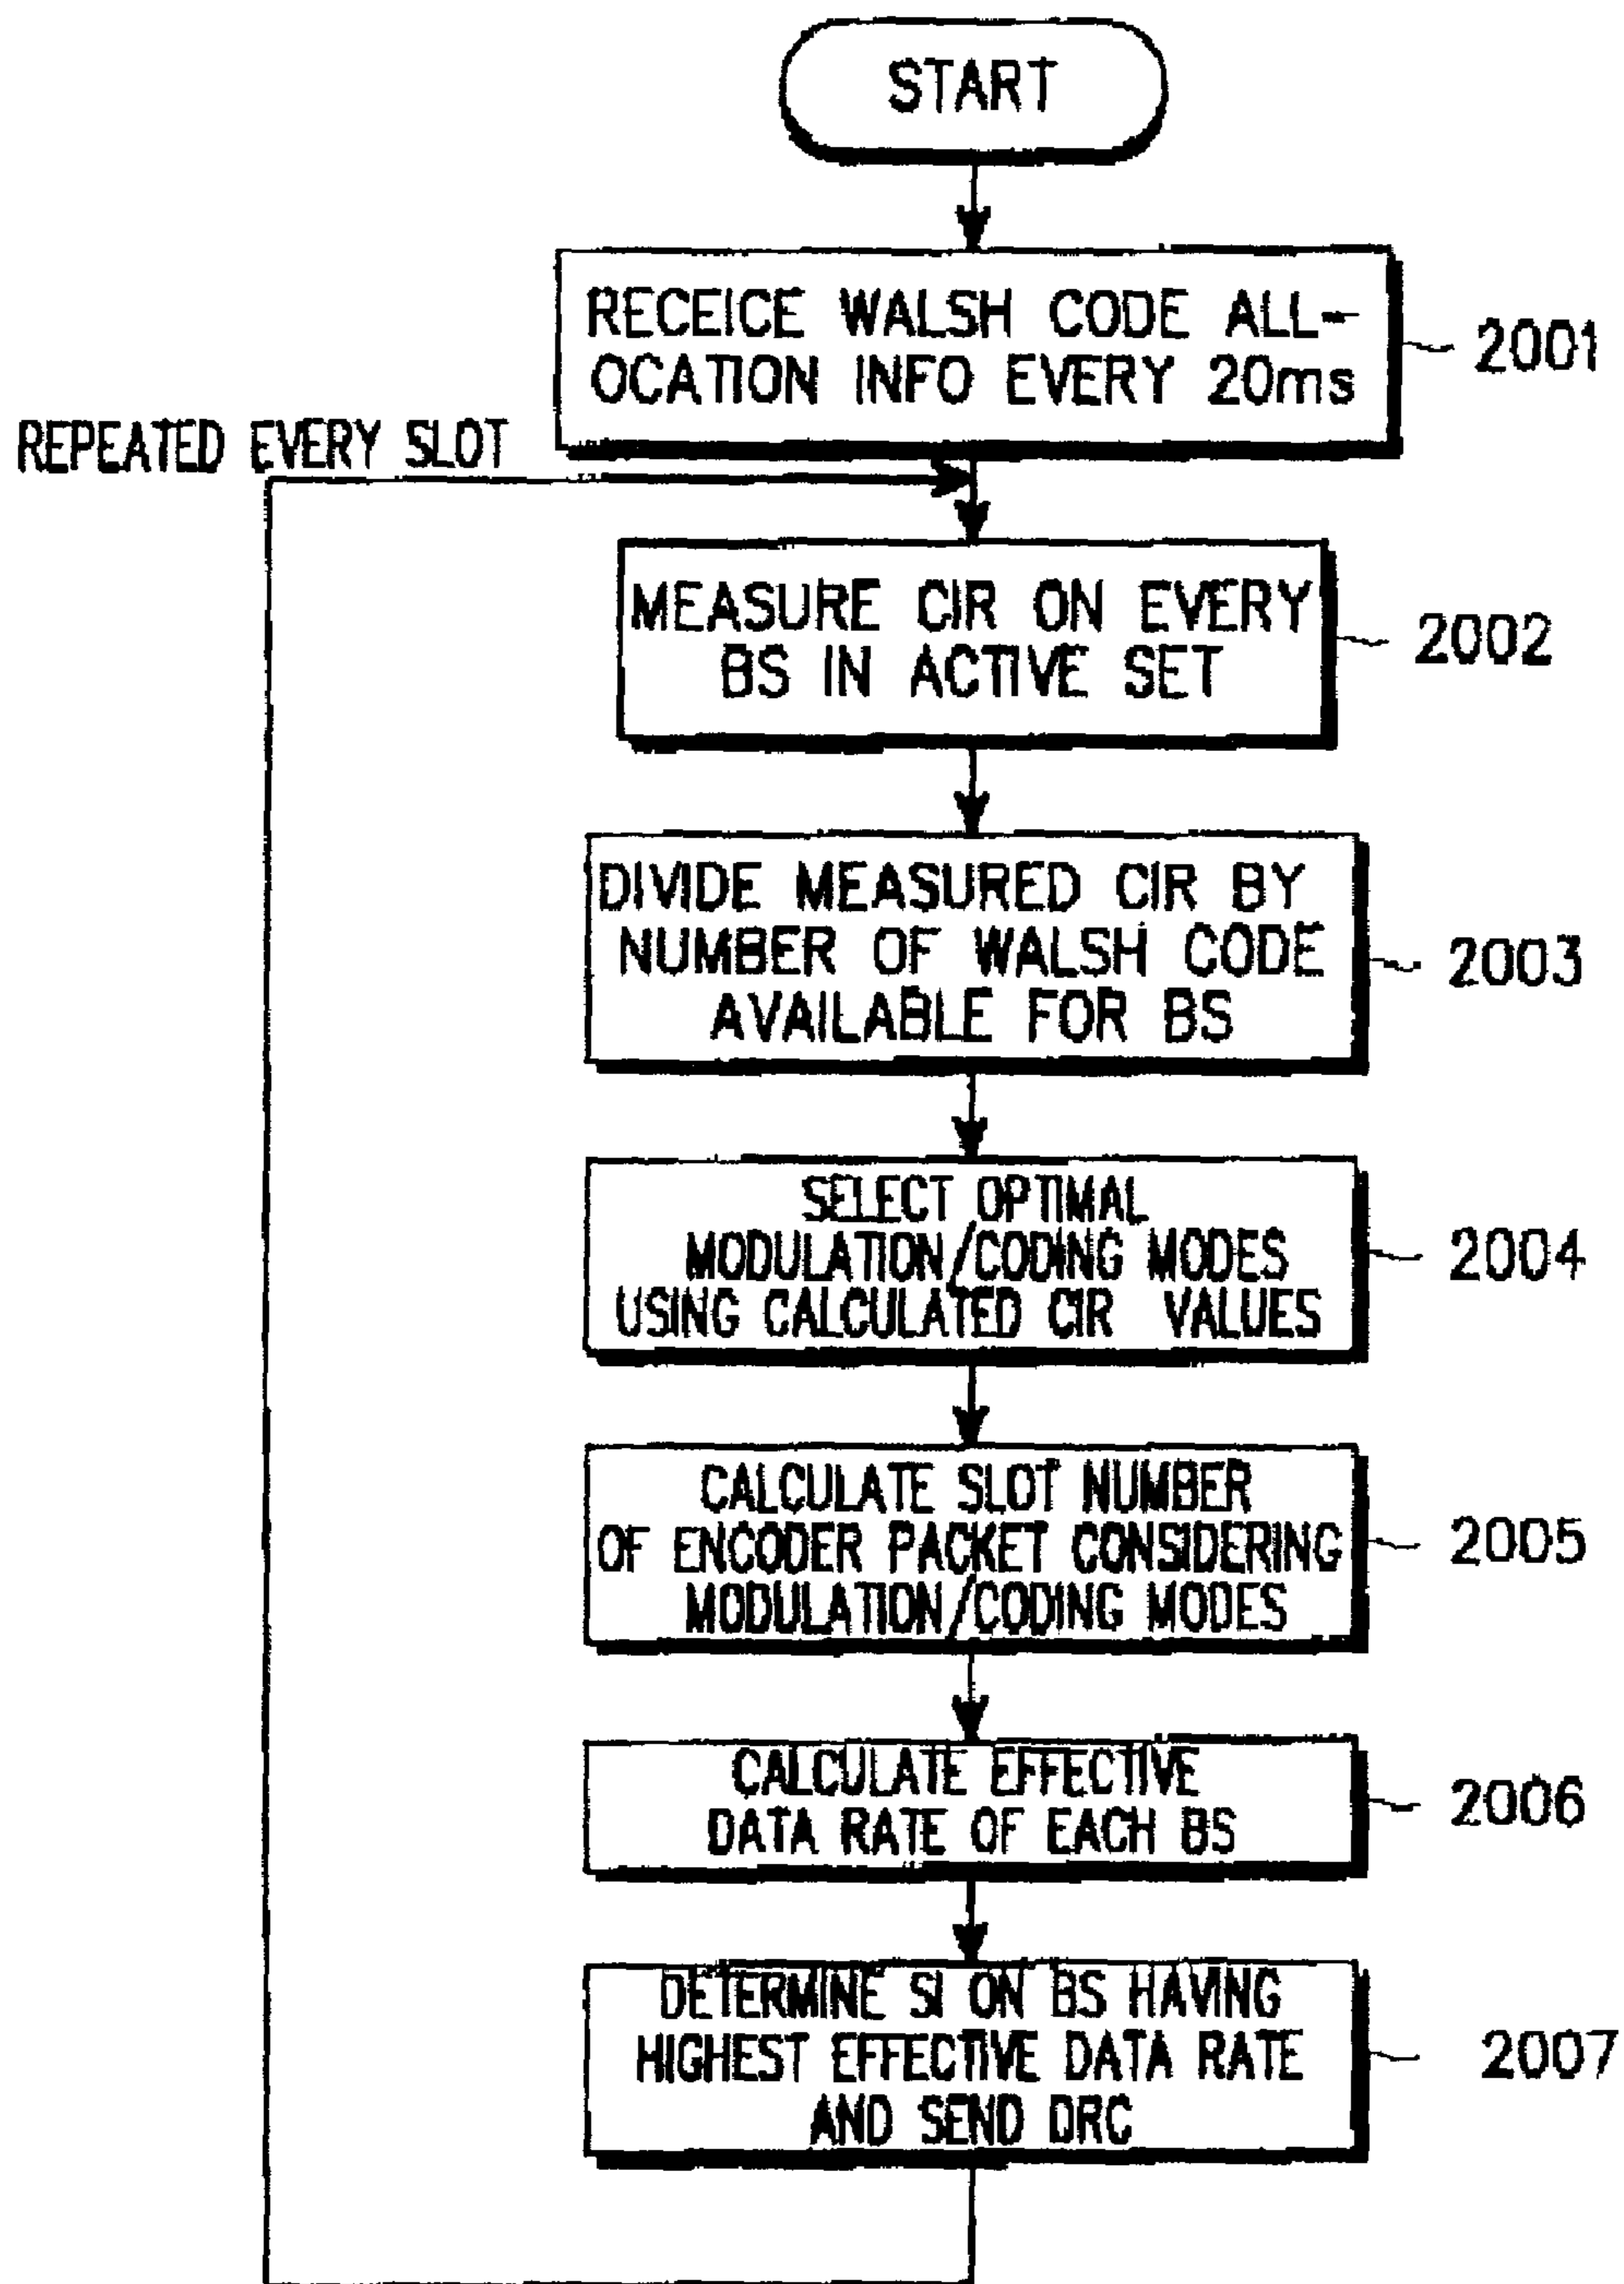 START
RECEICE WALSH CODE ALL-
OCATION INFO EVERY 20ms
2001
REPEATED EVERY SLOT
MEASURE CIR ON EVERY
BS IN ACTIVE SET
2002
DIVIDE MEASURED CIR BY
NUMBER OF WALSH CODE
AVAILABLE FOR BS
2003
SELECT OPTIMAL
MODULATION/CODING MODES
USING CALCULATED CIR VALUES
2004
CALCULATE SLOT NUMBER
OF ENCODER PACKET CONSIDERING
MODULATION/CODING MODES
2005
CALCULATE EFFECTIVE
DATA RATE OF EACH BS
2006
DETERMINE SI ON BS HAVING
HIGHEST EFFECTIVE DATA RATE
AND SEND DRC
2007